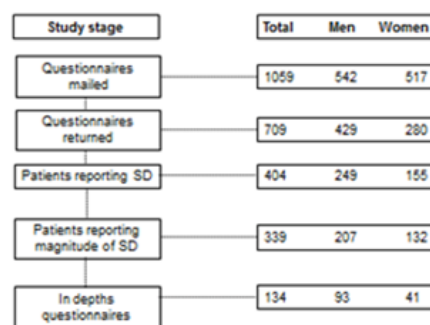 Study stage Total Men Women
Questionnaires
mailed
1059 542 517
Questionnaires
returned
709 429 280
Patients reporting SD 404 249 155
Patients reporting
magnitude of SD
339 207 132
In depths
questionnaires
134 93 41